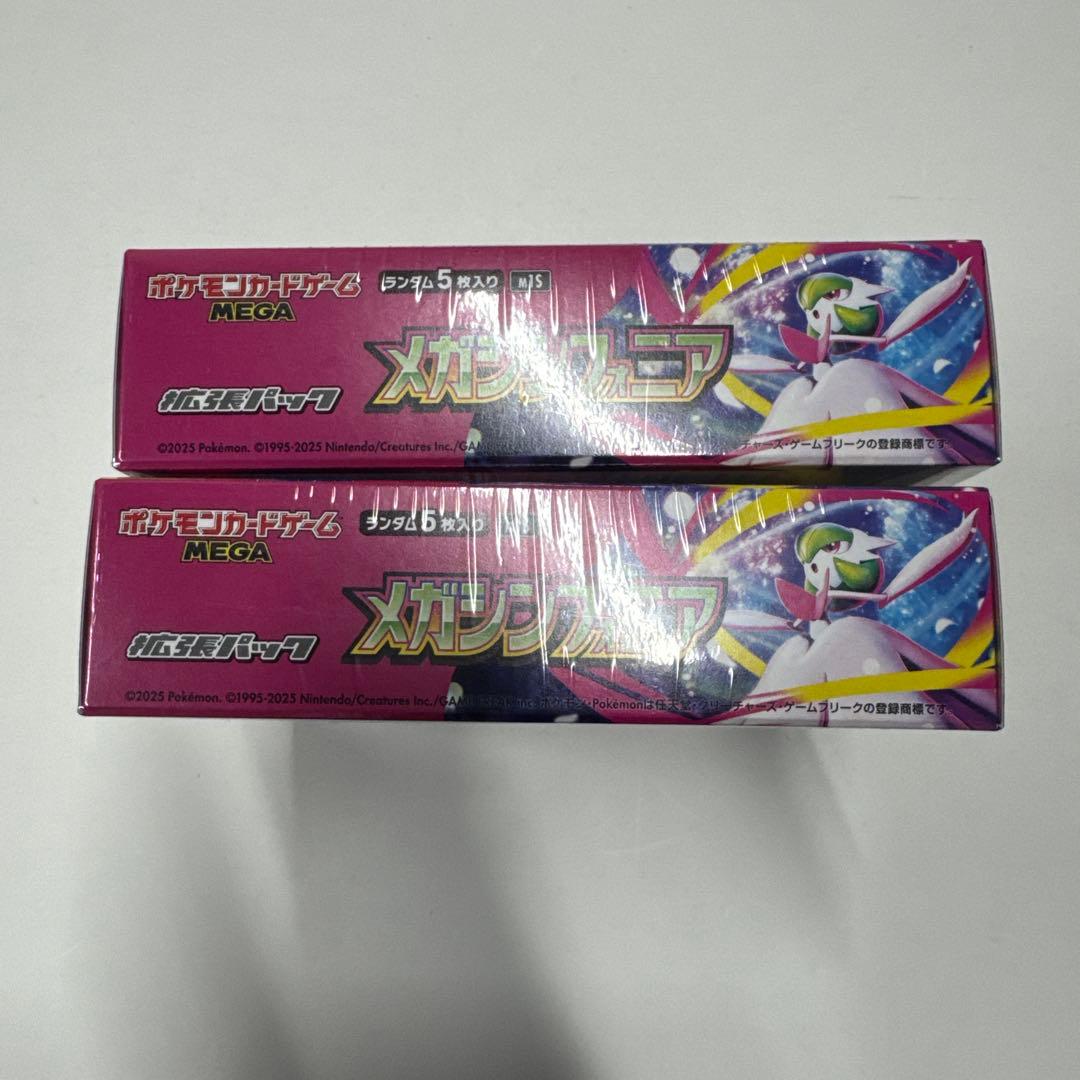 ポケモンカードゲーム
MEGA
ランダム5枚入り
M1S
メガシンフォニア
拡張パック
©2025 Pokémon. ©1995-2025 Nintendo/Creatures Inc./GAME FREAK チャーズ・ゲームフリークの登録商標です。
ポケモンカードゲーム
MEGA
ランダム5枚入り
メガシンフォニア
拡張パック
©2025 Pokémon. ©1995-2025 Nintendo/Creatures Inc./GAME FREAK inc. ポケモン・Pokémonは任天堂・クリーチャーズ・ゲームフリークの登録商標です。